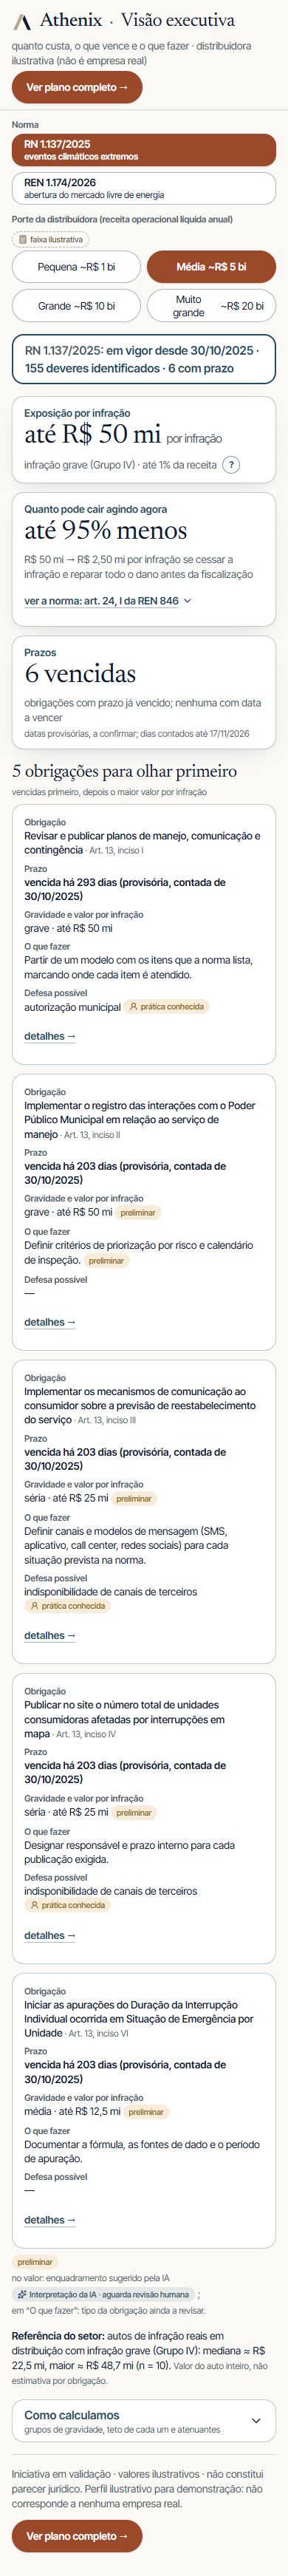 Athenix · Visão executiva
quanto custa, o que vence e o que fazer · distribuidora
ilustrativa (não é empresa real)
Ver plano completo →
Norma
RN 1.137/2025
eventos climáticos extremos
REN 1.174/2026
abertura do mercado livre de energia
Porte da distribuidora (receita operacional líquida anual)
faixa ilustrativa
Pequena ~R$ 1 bi
Média ~R$ 5 bi
Grande ~R$ 10 bi
Muito grande ~R$ 20 bi
RN 1.137/2025: em vigor desde 30/10/2025 ·
155 deveres identificados · 6 com prazo
Exposição por infração
até R$ 50 mi por infração
infração grave (Grupo IV) · até 1% da receita ?
Quanto pode cair agindo agora
até 95% menos
R$ 50 mi → R$ 2,50 mi por infração se cessar a
infração e reparar todo o dano antes da fiscalização
ver a norma: art. 24, I da REN 846
Prazos
6 vencidas
obrigações com prazo já vencido; nenhuma com data
a vencer
datas provisórias, a confirmar; dias contados até 17/11/2026
5 obrigações para olhar primeiro
vencidas primeiro, depois o maior valor por infração
Obrigação
Revisar e publicar planos de manejo, comunicação e
contingência · Art. 13, inciso I
Prazo
vencida há 293 dias (provisória, contada de
30/10/2025)
Gravidade e valor por infração
grave · até R$ 50 mi
O que fazer
Partir de um modelo com os itens que a norma lista,
marcando onde cada item é atendido.
Defesa possível
autorização municipal prática conhecida
detalhes →
Obrigação
Implementar o registro das interações com o Poder
Público Municipal em relação ao serviço de
manejo · Art. 13, inciso II
Prazo
vencida há 203 dias (provisória, contada de
30/10/2025)
Gravidade e valor por infração
grave · até R$ 50 mi preliminar
O que fazer
Definir critérios de priorização por risco e calendário
de inspeção. preliminar
Defesa possível
—
detalhes →
Obrigação
Implementar os mecanismos de comunicação ao
consumidor sobre a previsão de reestabelecimento
do serviço · Art. 13, inciso III
Prazo
vencida há 203 dias (provisória, contada de
30/10/2025)
Gravidade e valor por infração
séria · até R$ 25 mi preliminar
O que fazer
Definir canais e modelos de mensagem (SMS,
aplicativo, call center, redes sociais) para cada
situação prevista na norma.
Defesa possível
indisponibilidade de canais de terceiros
prática conhecida
detalhes →
Obrigação
Publicar no site o número total de unidades
consumidoras afetadas por interrupções em
mapa · Art. 13, inciso IV
Prazo
vencida há 203 dias (provisória, contada de
30/10/2025)
Gravidade e valor por infração
séria · até R$ 25 mi preliminar
O que fazer
Designar responsável e prazo interno para cada
publicação exigida.
Defesa possível
indisponibilidade de canais de terceiros
prática conhecida
detalhes →
Obrigação
Iniciar as apurações do Duração da Interrupção
Individual ocorrida em Situação de Emergência por
Unidade · Art. 13, inciso VI
Prazo
vencida há 203 dias (provisória, contada de
30/10/2025)
Gravidade e valor por infração
média · até R$ 12,5 mi preliminar
O que fazer
Documentar a fórmula, as fontes de dado e o período
de apuração.
Defesa possível
—
detalhes →
preliminar
no valor: enquadramento sugerido pela IA
Interpretação da IA · aguarda revisão humana ;
em “O que fazer”: tipo da obrigação ainda a revisar.
Referência do setor: autos de infração reais em
distribuição com infração grave (Grupo IV): mediana ≈ R$
22,5 mi, maior ≈ R$ 48,7 mi (n = 10). Valor do auto inteiro, não
estimativa por obrigação.
Como calculamos
grupos de gravidade, teto de cada um e atenuantes
Iniciativa em validação · valores ilustrativos · não constitui
parecer jurídico. Perfil ilustrativo para demonstração: não
corresponde a nenhuma empresa real.
Ver plano completo →